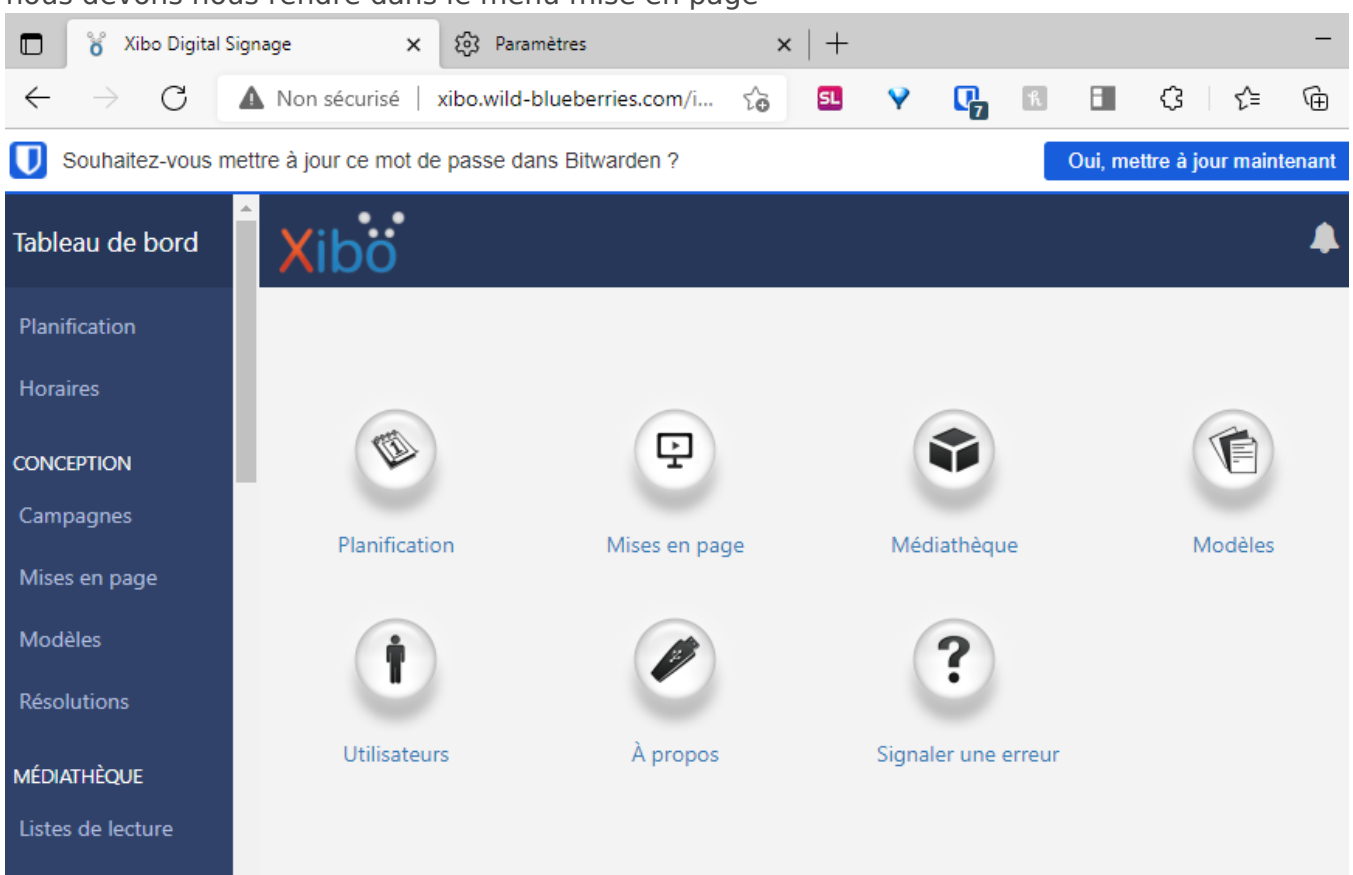 nous devons nous rendre dans le menu mise en page
Xibo Digital Signage
Paramètres
Non sécurisé
xibo.wild-blueberries.com/i...
SL
7
Souhaitez-vous mettre à jour ce mot de passe dans Bitwarden ?
Oui, mettre à jour maintenant
Tableau de bord
Xibo
Planification
Horaires
CONCEPTION
Campagnes
Mises en page
Modèles
Résolutions
MÉDIATHÈQUE
Listes de lecture
1
Planification
Mises en page
Médiathèque
Modèles
?
Utilisateurs
À propos
Signaler une erreur